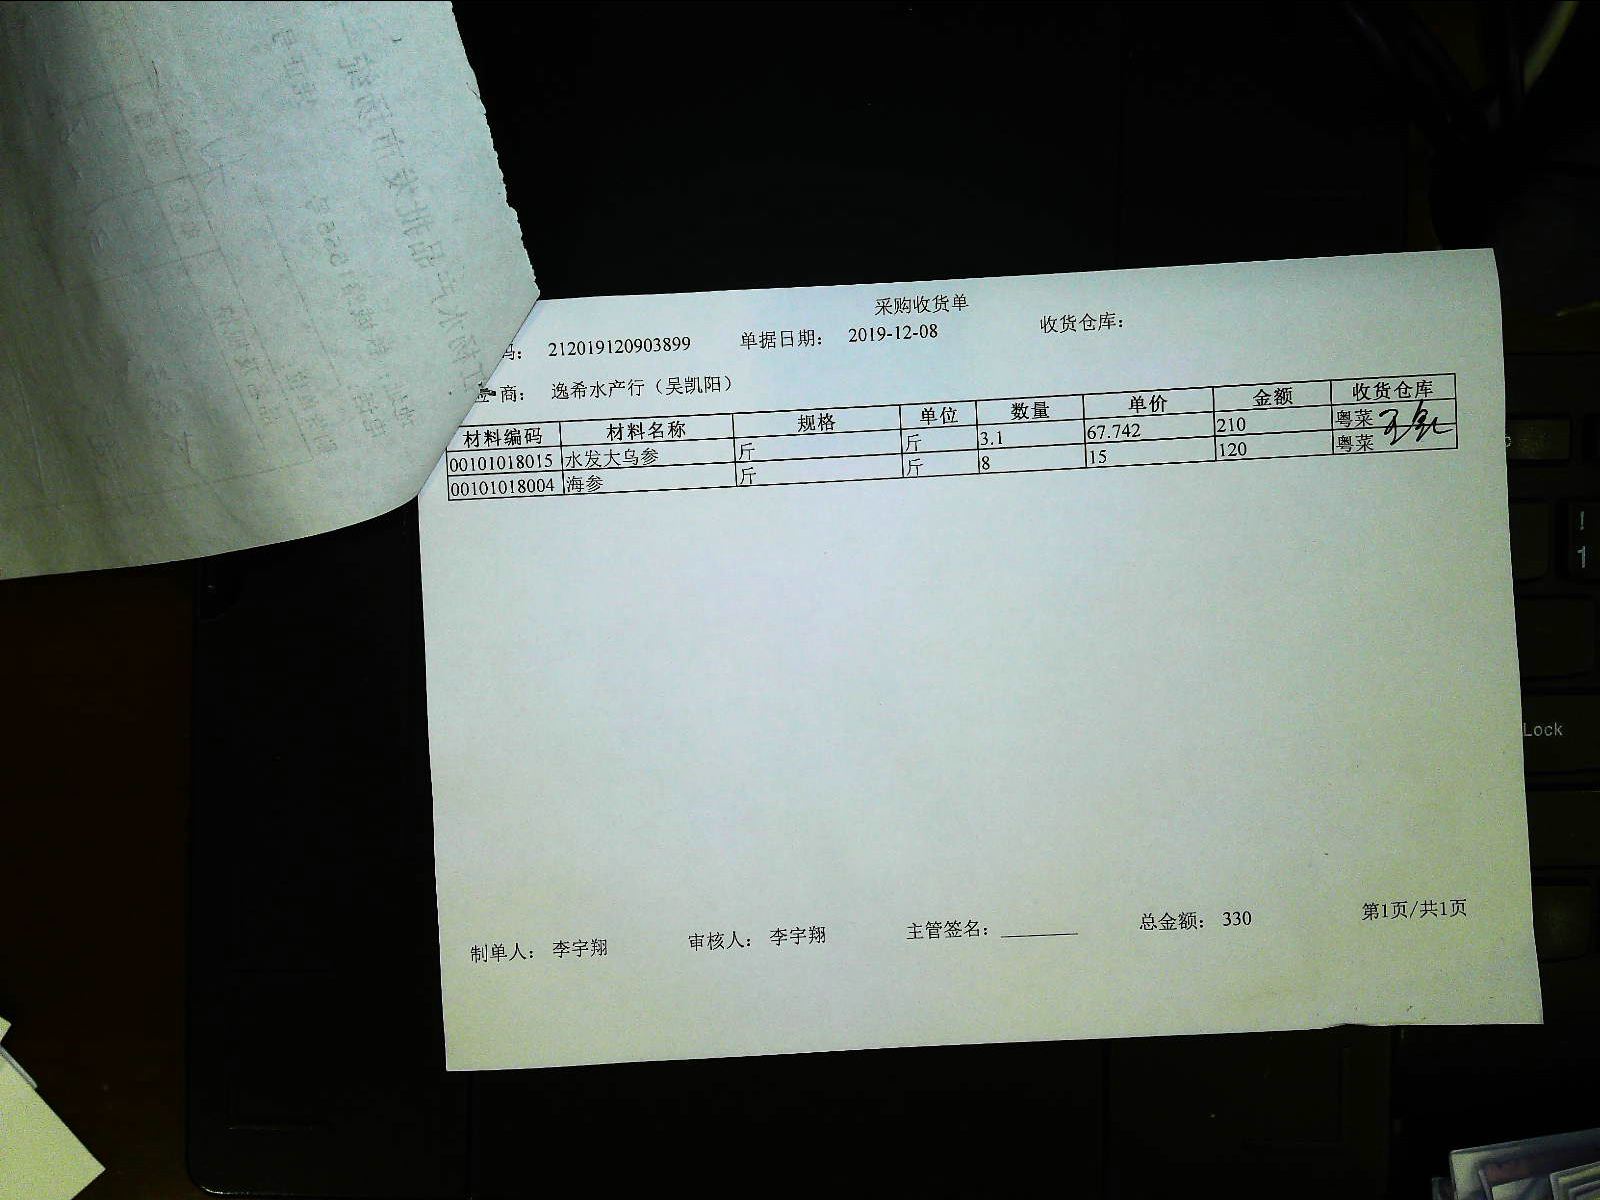 采购收货单
码： 212019120903899 单据日期： 2019-12-08 收货仓库：
商： 逸希水产行（吴凯阳）
材料编码 材料名称 规格 单位 数量 单价 金额 收货仓库
00101018015 水发大乌参 斤 斤 3.1 67.742 210 粤菜
00101018004 海参 斤 斤 8 15 120 粤菜
制单人： 李宇翔 审核人： 李宇翔 主管签名： 总金额： 330 第1页/共1页
!
1
Lock